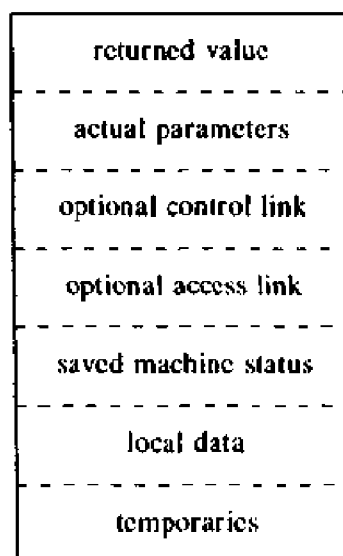 returned value
actual parameters
optional control link
optional access link
saved machine status
local data
temporaries